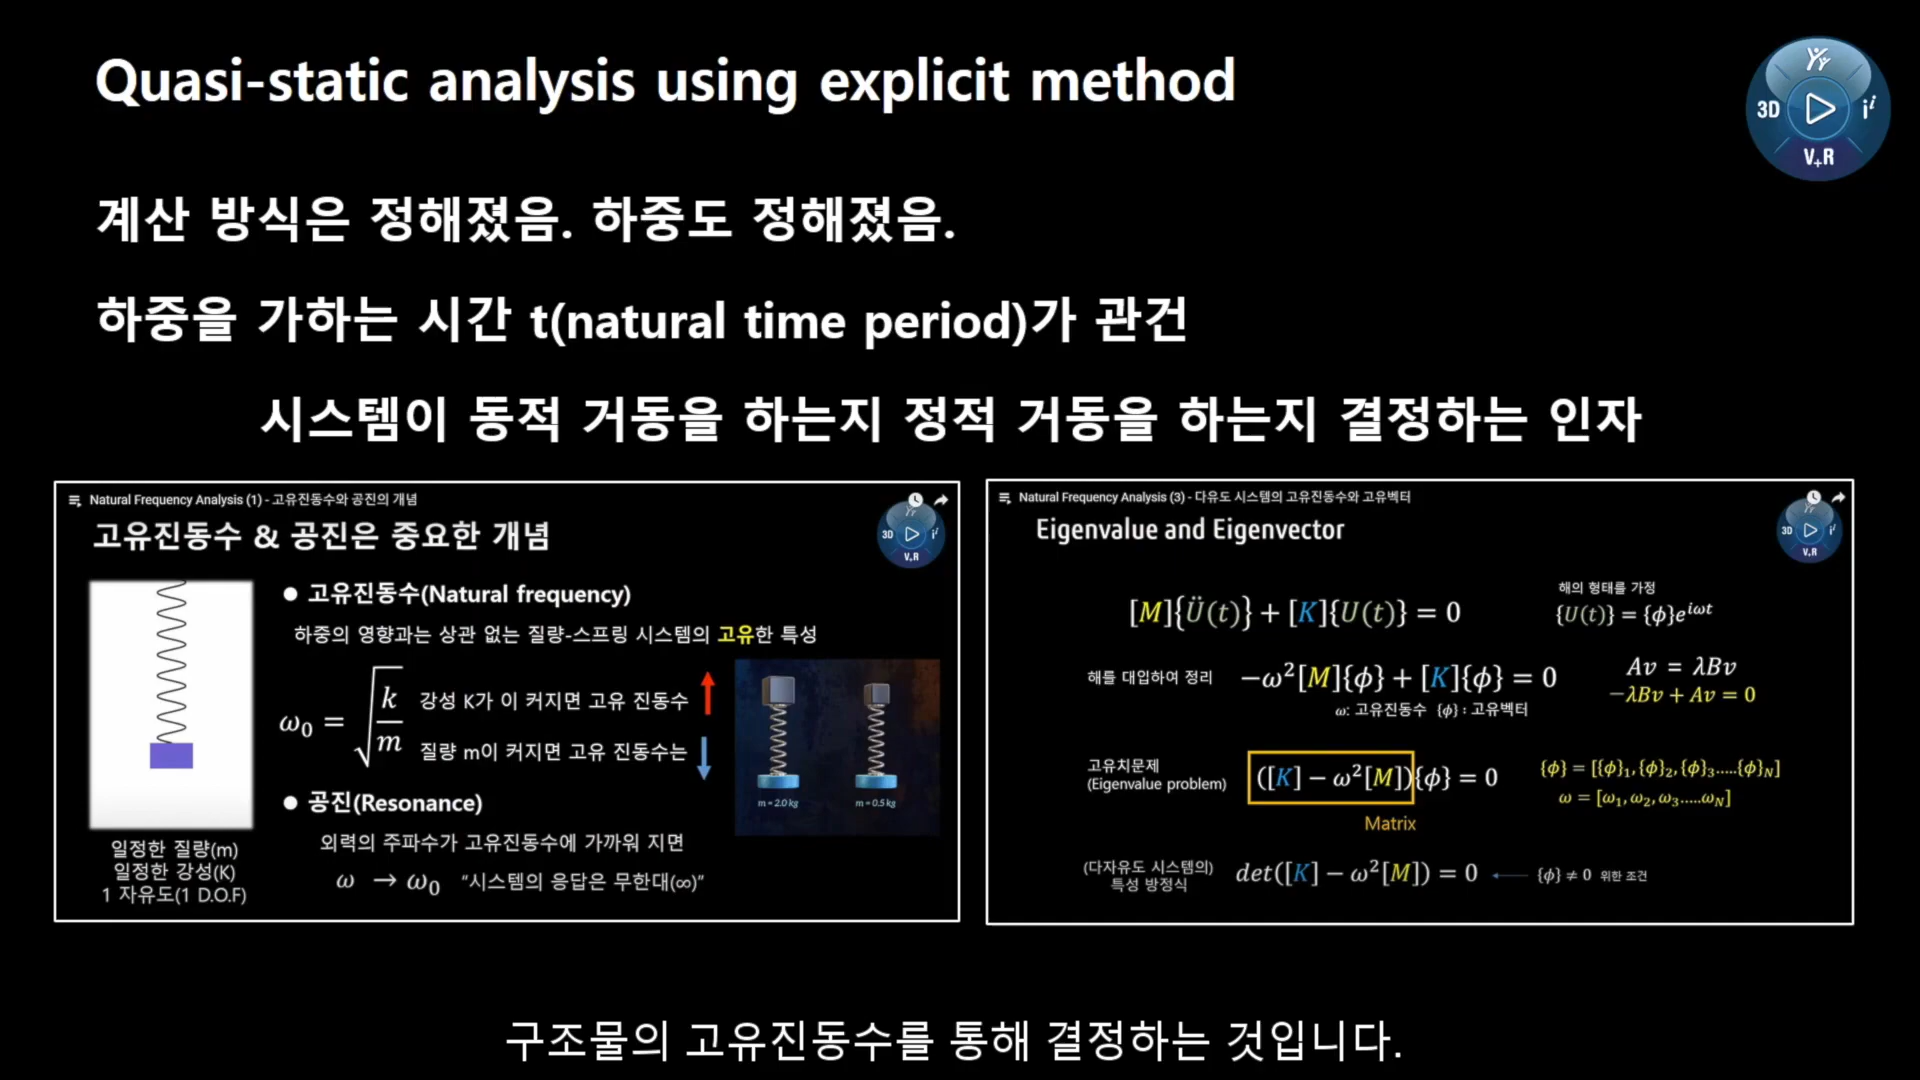 Quasi-static analysis using explicit method
3D
V+R
계산 방식은 정해졌음. 하중도 정해졌음.
하중을 가하는 시간 t(natural time period)가 관건
시스템이 동적 거동을 하는지 정적 거동을 하는지 결정하는 인자
Natural Frequency Analysis (1) - 고유진동수와 공진의 개념
고유진동수 & 공진은 중요한 개념
3D
V+R
● 고유진동수(Natural frequency)
하중의 영향과는 상관 없는 질량-스프링 시스템의 고유한 특성
ω₀ = √(k/m)
강성 K가 이 커지면 고유 진동수 ↑
질량 m이 커지면 고유 진동수는 ↓
m = 2.0 kg
m = 0.5 kg
● 공진(Resonance)
외력의 주파수가 고유진동수에 가까워 지면
ω → ω₀ “시스템의 응답은 무한대(∞)”
일정한 질량(m)
일정한 강성(K)
1 자유도(1 D.O.F)
Natural Frequency Analysis (3) - 다유도 시스템의 고유진동수와 고유벡터
Eigenvalue and Eigenvector
3D
V+R
[M]{Ü(t)} + [K]{U(t)} = 0
해의 형태를 가정
{U(t)} = {ϕ}e^{iωt}
해를 대입하여 정리
−ω²[M]{ϕ} + [K]{ϕ} = 0
ω: 고유진동수 {ϕ} : 고유벡터
Av = λBv
−λBv + Av = 0
고유치문제
(Eigenvalue problem)
([K] − ω²[M]){ϕ} = 0
Matrix
{ϕ} = [{ϕ}₁,{ϕ}₂,{ϕ}₃.....{ϕ}_N]
ω = [ω₁,ω₂,ω₃.....ω_N]
(다자유도 시스템의)
특성 방정식
det([K] − ω²[M]) = 0
← {ϕ} ≠ 0 위한 조건
구조물의 고유진동수를 통해 결정하는 것입니다.